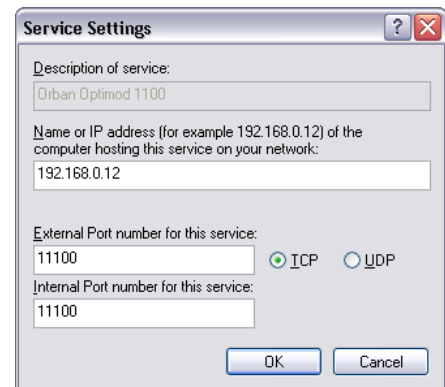 Service Settings
?
Description of service:
Orban Optimod 1100
Name or IP address (for example 192.168.0.12) of the
computer hosting this service on your network:
192.168.0.12
External Port number for this service:
11100
TCP
UDP
Internal Port number for this service:
11100
OK
Cancel